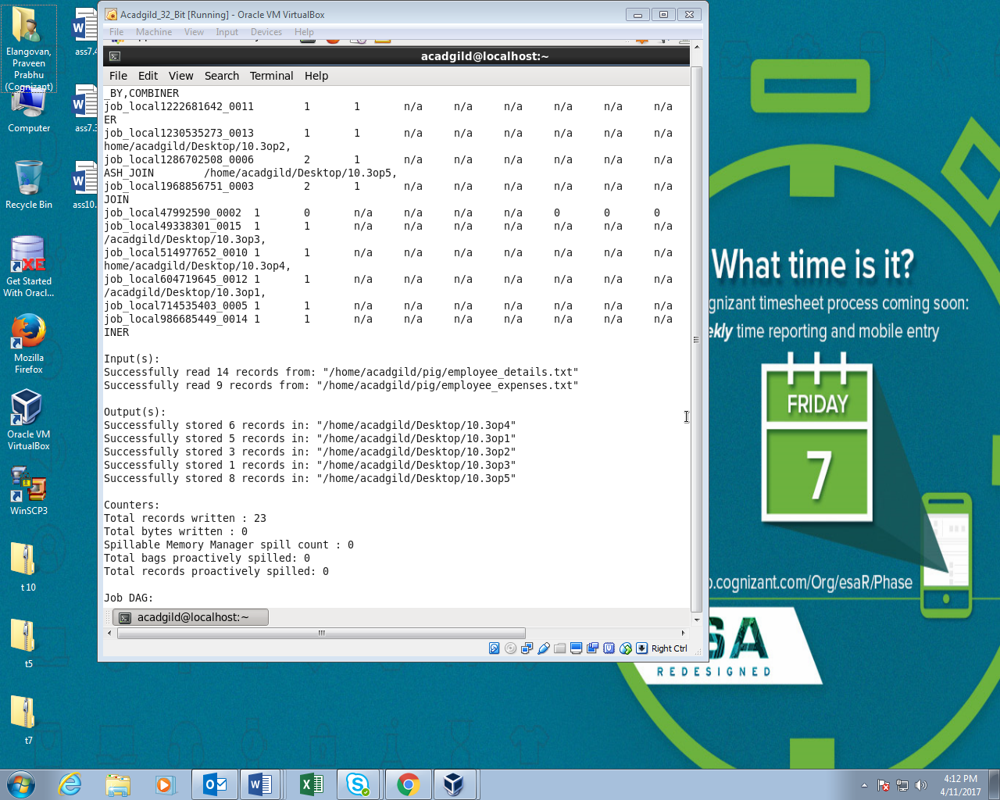 Acadgild_32_Bit [Running] - Oracle VM VirtualBox
File Machine View Input Devices Help
acadgild@localhost:~
File Edit View Search Terminal Help
_BY,COMBINER
job_local1222681642_0011 1 1 n/a n/a n/a n/a n/a n/a
ER
job_local1230535273_0013 1 1 n/a n/a n/a n/a n/a n/a
home/acadgild/Desktop/10.3op2,
job_local1286702508_0006 2 1 n/a n/a n/a n/a n/a n/a
ASH_JOIN /home/acadgild/Desktop/10.3op5,
job_local1968856751_0003 2 1 n/a n/a n/a n/a n/a n/a
JOIN
job_local47992590_0002 1 0 n/a n/a n/a n/a 0 0 0
job_local49338301_0015 1 1 n/a n/a n/a n/a n/a n/a n/a
/acadgild/Desktop/10.3op3,
job_local514977652_0010 1 1 n/a n/a n/a n/a n/a n/a n/a
home/acadgild/Desktop/10.3op4,
job_local604719645_0012 1 1 n/a n/a n/a n/a n/a n/a n/a
/acadgild/Desktop/10.3op1,
job_local714535403_0005 1 1 n/a n/a n/a n/a n/a n/a n/a
job_local986685449_0014 1 1 n/a n/a n/a n/a n/a n/a n/a
INER
Input(s):
Successfully read 14 records from: "/home/acadgild/pig/employee_details.txt"
Successfully read 9 records from: "/home/acadgild/pig/employee_expenses.txt"
Output(s):
Successfully stored 6 records in: "/home/acadgild/Desktop/10.3op4"
Successfully stored 5 records in: "/home/acadgild/Desktop/10.3op1"
Successfully stored 3 records in: "/home/acadgild/Desktop/10.3op2"
Successfully stored 1 records in: "/home/acadgild/Desktop/10.3op3"
Successfully stored 8 records in: "/home/acadgild/Desktop/10.3op5"
Counters:
Total records written : 23
Total bytes written : 0
Spillable Memory Manager spill count : 0
Total bags proactively spilled: 0
Total records proactively spilled: 0
Job DAG:
acadgild@localhost:~
Right Ctrl
Elangovan,
Praveen
Prabhu
(Cognizant)
Computer
Recycle Bin
Get Started
With Oracl...
Mozilla
Firefox
Oracle VM
VirtualBox
WinSCP3
t 10
t5
t7
ass7.
ass7.
ass10.
What time is it?
ognizant timesheet process coming soon:
ekly time reporting and mobile entry
FRIDAY
7
.cognizant.com/Org/esaR/Phase
SA
REDESIGNED
4:12 PM
4/11/2017